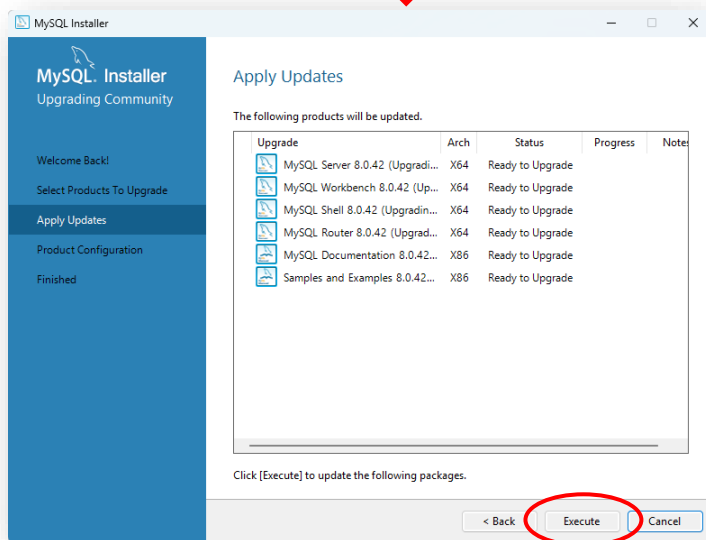 MySQL Installer
MySQL. Installer
Upgrading Community
Welcome Back!
Select Products To Upgrade
Apply Updates
Product Configuration
Finished
Apply Updates
The following products will be updated.
Upgrade Arch Status Progress Notes
MySQL Server 8.0.42 (Upgradi... X64 Ready to Upgrade
MySQL Workbench 8.0.42 (Up... X64 Ready to Upgrade
MySQL Shell 8.0.42 (Upgradin... X64 Ready to Upgrade
MySQL Router 8.0.42 (Upgrad... X64 Ready to Upgrade
MySQL Documentation 8.0.42... X86 Ready to Upgrade
Samples and Examples 8.0.42... X86 Ready to Upgrade
Click [Execute] to update the following packages.
< Back Execute Cancel